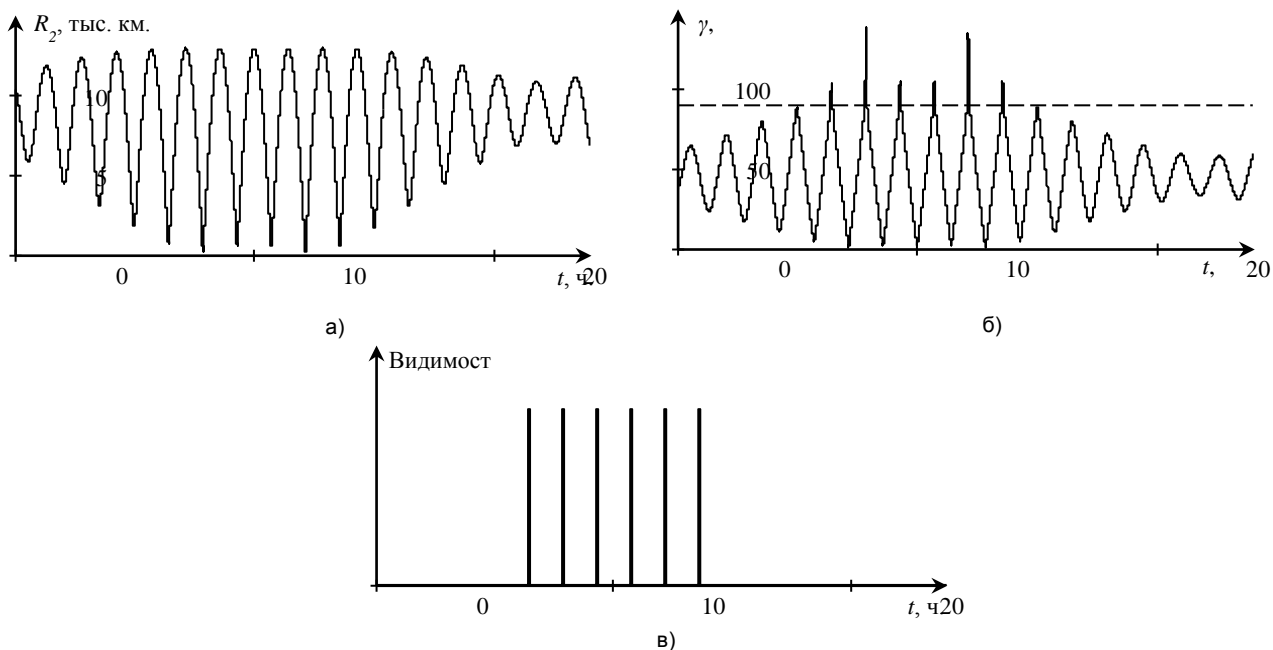 R₂, тыс. км.
10
5
0 10 t, ч. 20
а)
γ,
100
50
0 10 t, 20
б)
Видимост
0 10 t, ч 20
в)